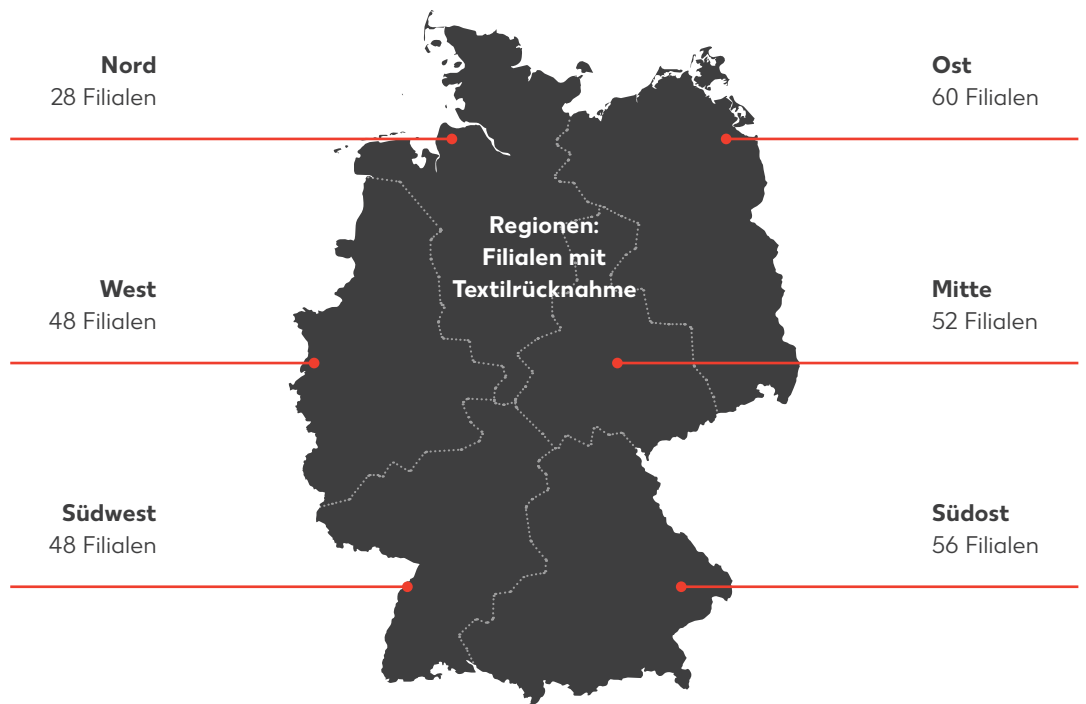 Nord
28 Filialen
Ost
60 Filialen
Regionen:
Filialen mit
Textilrücknahme
West
48 Filialen
Mitte
52 Filialen
Südwest
48 Filialen
Südost
56 Filialen